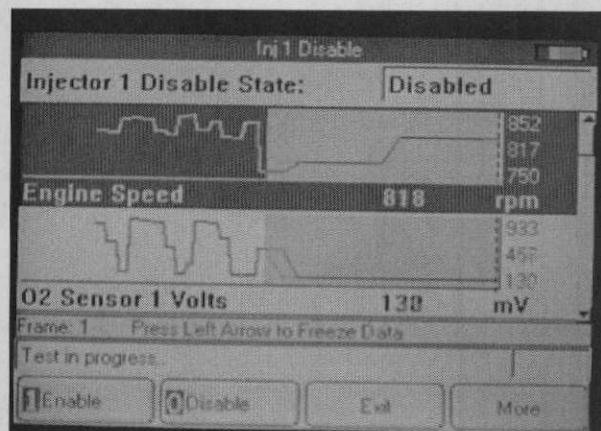 Inj 1 Disable
Injector 1 Disable State: Disabled
852
817
750
Engine Speed 818 rpm
933
457
130
O2 Sensor 1 Volts 130 mV
Frame: 1 Press Left Arrow to Freeze Data
Test in progress..
1 Enable 0 Disable Exit More